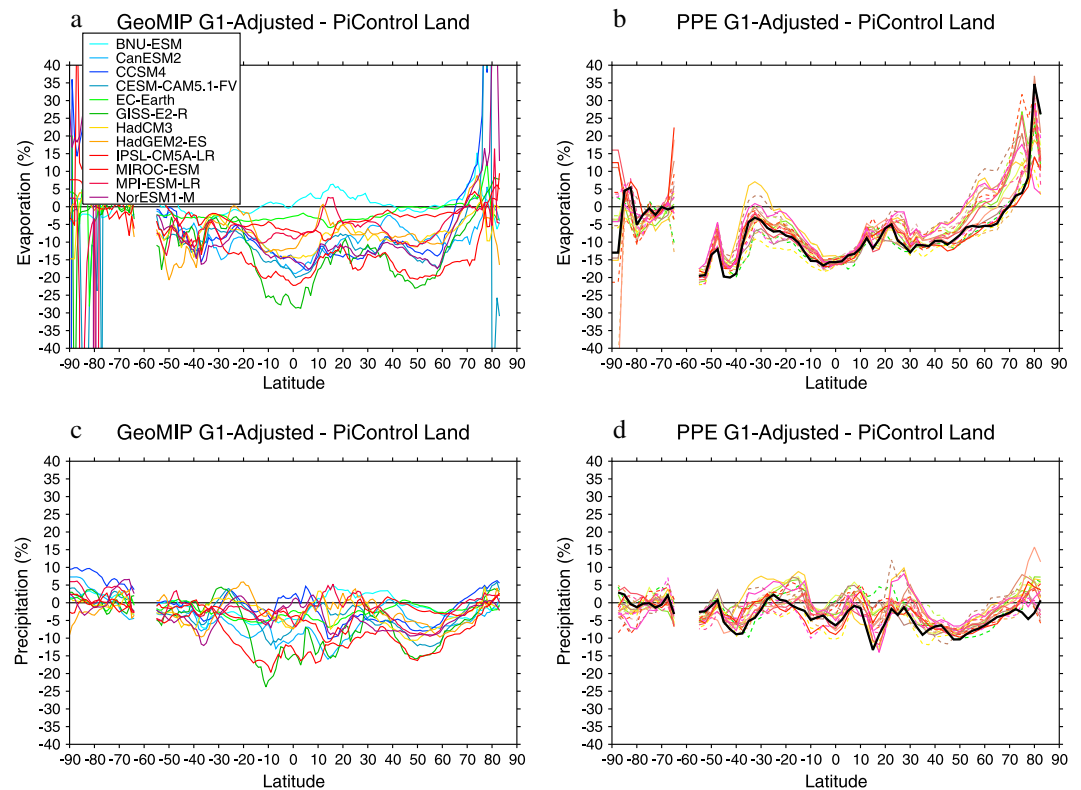 a GeoMIP G1-Adjusted - PiControl Land
BNU-ESM
CanESM2
CCSM4
CESM-CAM5.1-FV
EC-Earth
GISS-E2-R
HadCM3
HadGEM2-ES
IPSL-CM5A-LR
MIROC-ESM
MPI-ESM-LR
NorESM1-M
Evaporation (%)
40
35
30
25
20
15
10
5
0
-5
-10
-15
-20
-25
-30
-35
-40
-90 -80 -70 -60 -50 -40 -30 -20 -10 0 10 20 30 40 50 60 70 80 90
Latitude
b PPE G1-Adjusted - PiControl Land
Evaporation (%)
40
35
30
25
20
15
10
5
0
-5
-10
-15
-20
-25
-30
-35
-40
-90 -80 -70 -60 -50 -40 -30 -20 -10 0 10 20 30 40 50 60 70 80 90
Latitude
c GeoMIP G1-Adjusted - PiControl Land
Precipitation (%)
40
35
30
25
20
15
10
5
0
-5
-10
-15
-20
-25
-30
-35
-40
-90 -80 -70 -60 -50 -40 -30 -20 -10 0 10 20 30 40 50 60 70 80 90
Latitude
d PPE G1-Adjusted - PiControl Land
Precipitation (%)
40
35
30
25
20
15
10
5
0
-5
-10
-15
-20
-25
-30
-35
-40
-90 -80 -70 -60 -50 -40 -30 -20 -10 0 10 20 30 40 50 60 70 80 90
Latitude